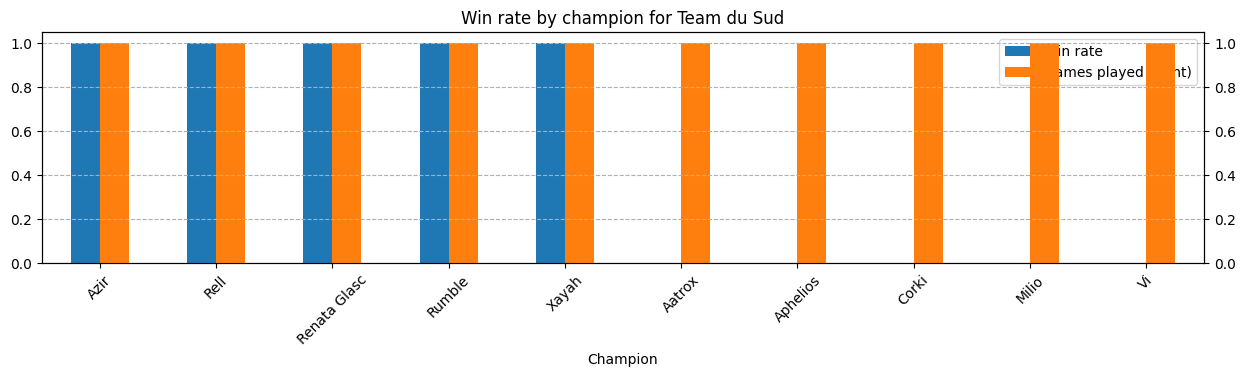 Win rate by champion for Team du Sud
1.0
0.8
0.6
0.4
0.2
0.0
1.0
0.8
0.6
0.4
0.2
0.0
rate
played
Azir
Rell
Renata Glasc
Rumble
Xayah
Aatrox
Aphelios
Corki
Milio
Vi
Champion